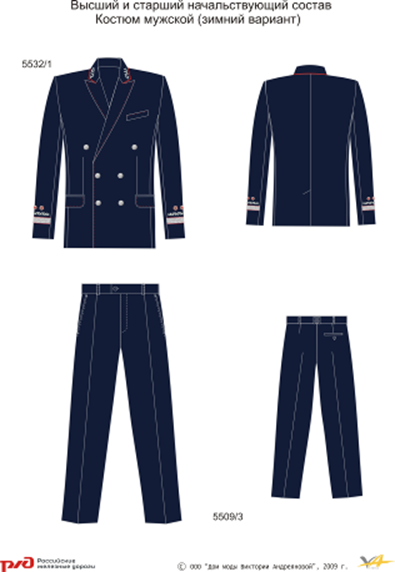 Высший и старший начальствующий состав
Костюм мужской (зимний вариант)
5532/1
5509/3
ржд Российские
железные дороги
© ООО "Дом моды Виктории Андреяновой", 2009 г.